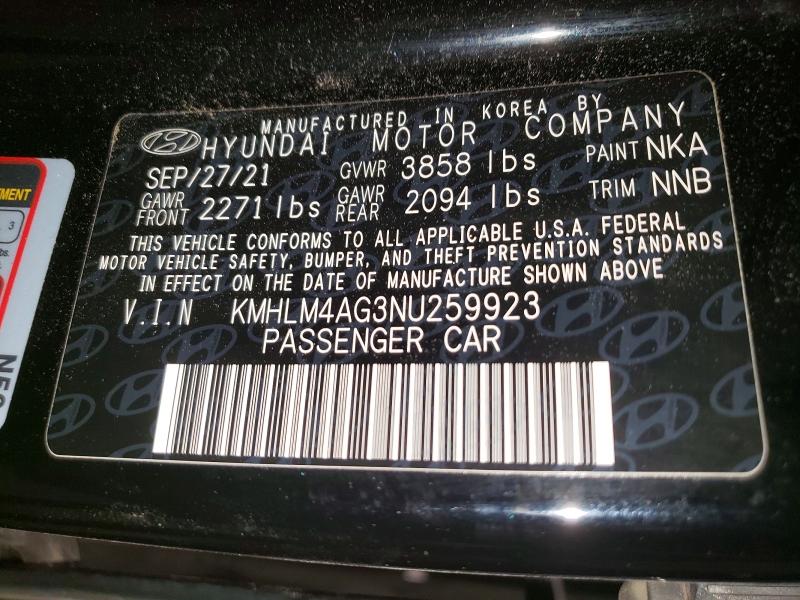 MANUFACTURED IN KOREA BY
HYUNDAI MOTOR COMPANY
SEP/27/21 GVWR 3858 lbs PAINT NKA
GAWR FRONT 2271 lbs GAWR REAR 2094 lbs TRIM NNB
THIS VEHICLE CONFORMS TO ALL APPLICABLE U.S.A. FEDERAL
MOTOR VEHICLE SAFETY, BUMPER, AND THEFT PREVENTION STANDARDS
IN EFFECT ON THE DATE OF MANUFACTURE SHOWN ABOVE
V.I.N KMHLM4AG3NU259923
PASSENGER CAR
3